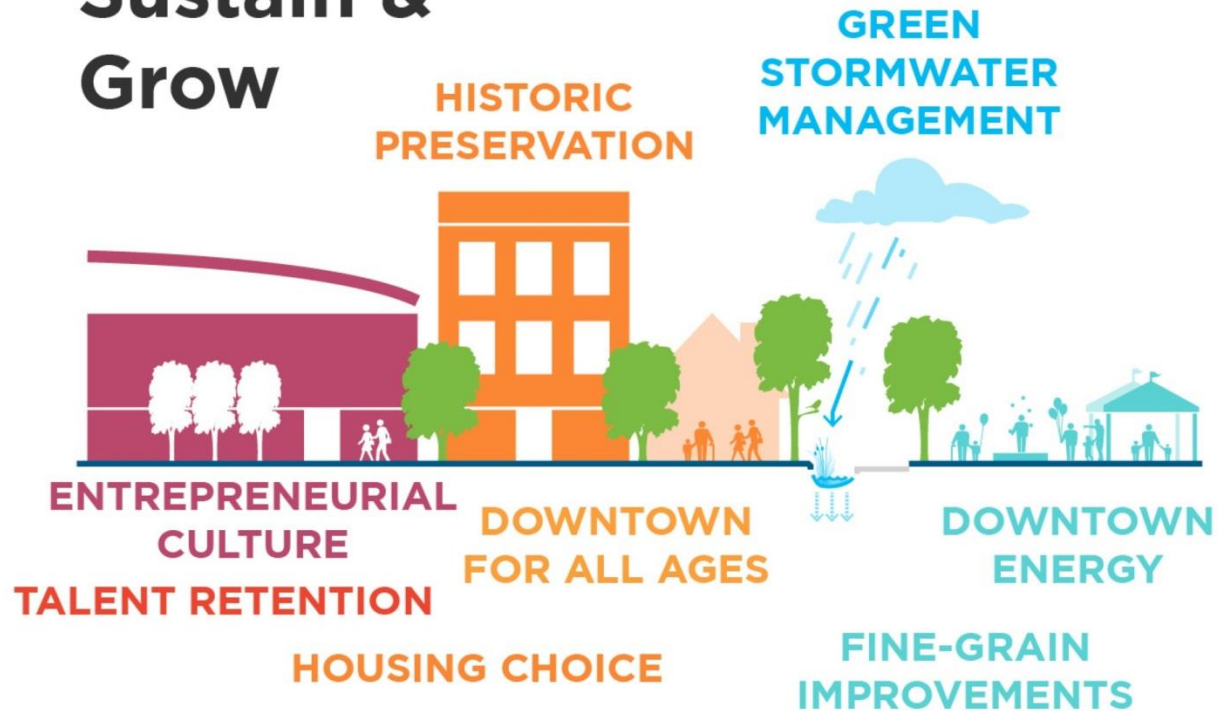 Sustain &
Grow
HISTORIC
PRESERVATION
GREEN
STORMWATER
MANAGEMENT
ENTREPRENEURIAL
CULTURE
TALENT RETENTION
DOWNTOWN
FOR ALL AGES
HOUSING CHOICE
DOWNTOWN
ENERGY
FINE-GRAIN
IMPROVEMENTS